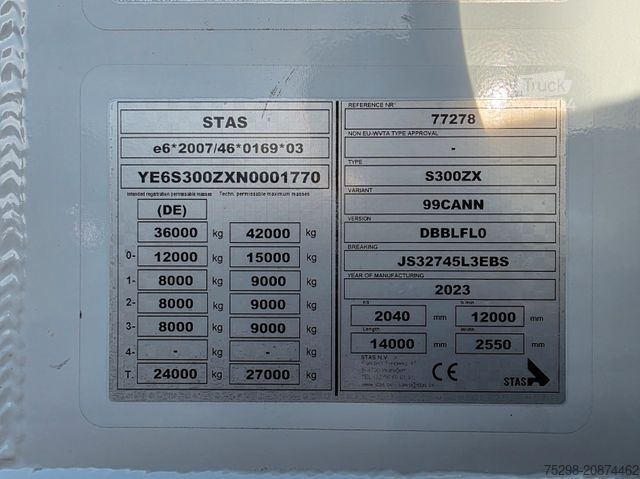 STAS
e6*2007/46*0169*03
YE6S300ZXN0001770
Intended registration permissable masses Techn. permissable maximum masses
(DE)
36000 kg 42000 kg
0- 12000 kg 15000 kg
1- 8000 kg 9000 kg
2- 8000 kg 9000 kg
3- 8000 kg 9000 kg
4- - kg - kg
T. 24000 kg 27000 kg
REFERENCE NR°
77278
NON EU-WVTA TYPE APPROVAL
-
TYPE
S300ZX
VARIANT
99CANN
VERSION
DBBLFL0
BREAKING
JS32745L3EBS
YEAR OF MANUFACTURING
2023
2040 mm 12000 mm
Length Width
14000 mm 2550 mm
STAS N.V.
CE
STAS
Truck
75298-20874462